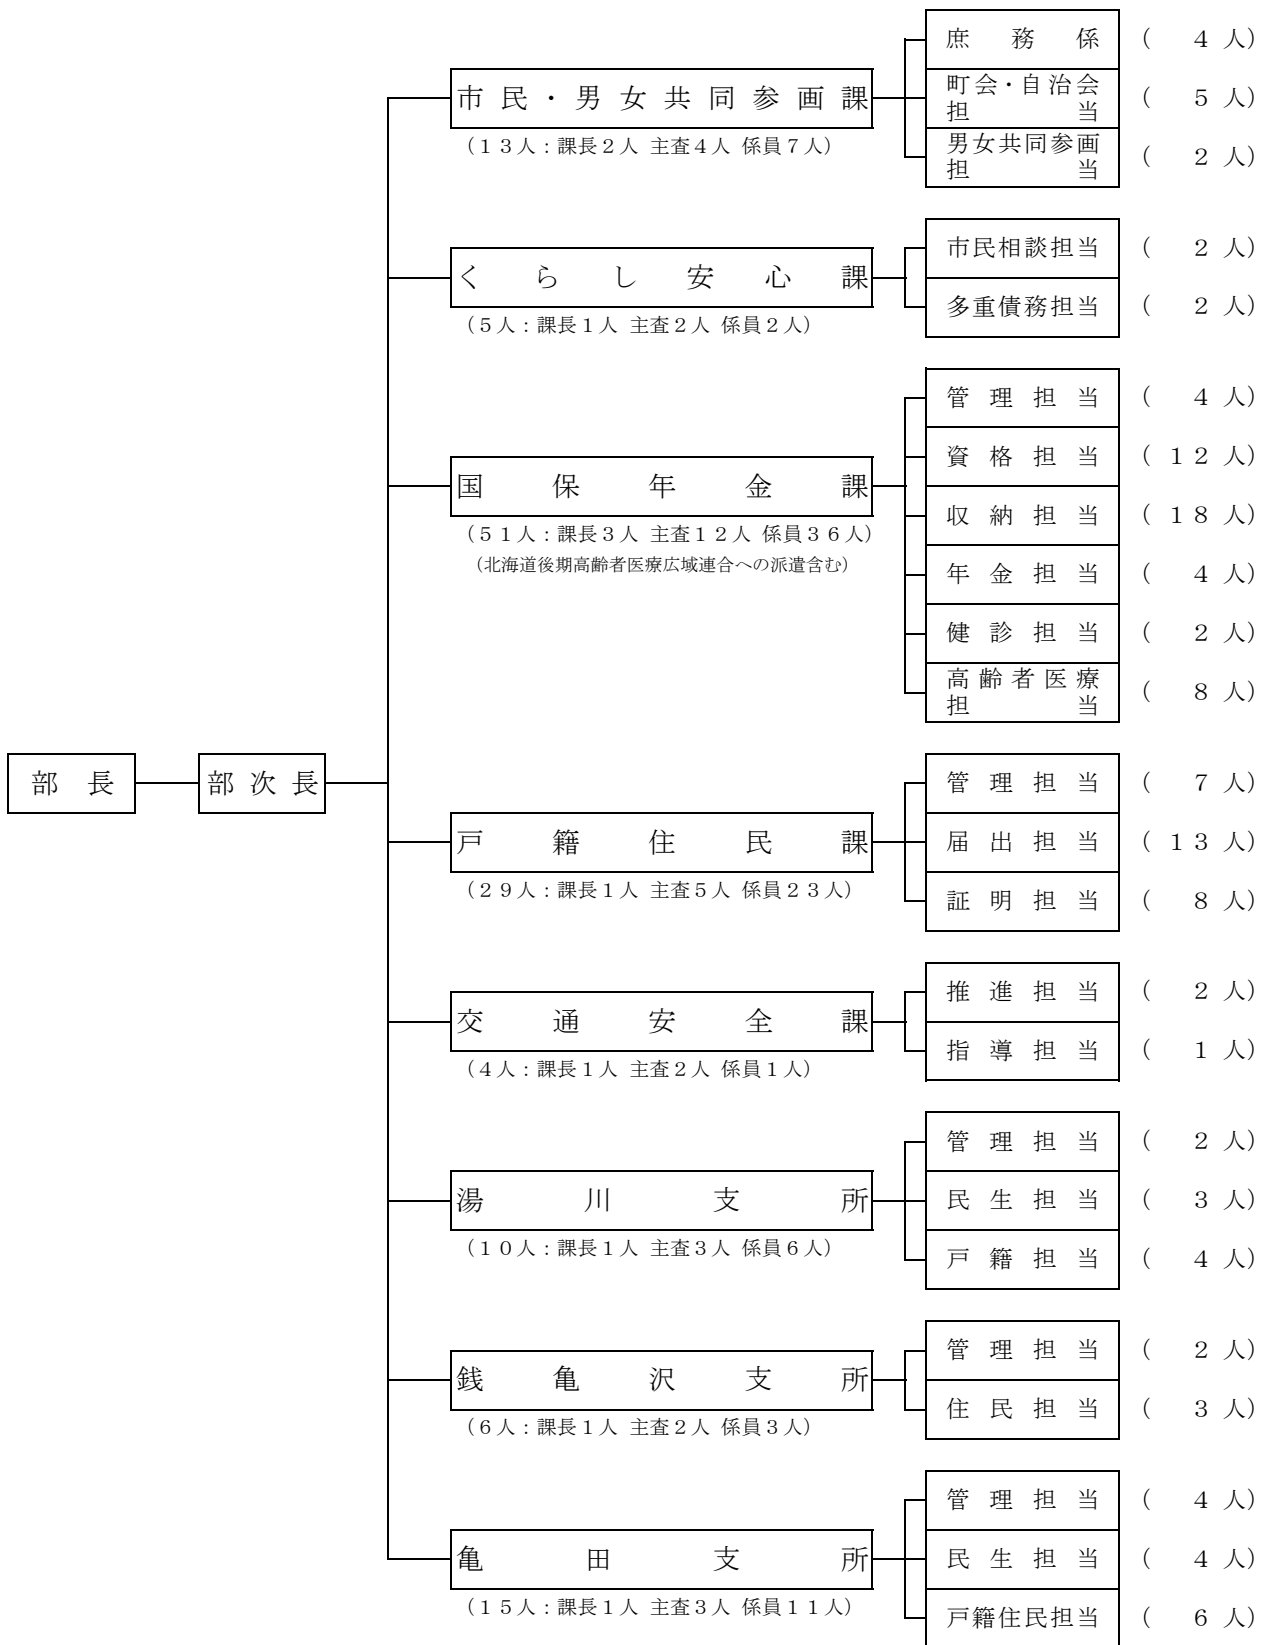 部長
部次長
市民・男女共同参画課
（１３人：課長２人 主査４人 係員７人）
庶務係 （ ４人）
町会・自治会
担当 （ ５人）
男女共同参画
担当 （ ２人）
くらし安心課
（５人：課長１人 主査２人 係員２人）
市民相談担当 （ ２人）
多重債務担当 （ ２人）
国保年金課
（５１人：課長３人 主査１２人 係員３６人）
（北海道後期高齢者医療広域連合への派遣含む）
管理担当 （ ４人）
資格担当 （１２人）
収納担当 （１８人）
年金担当 （ ４人）
健診担当 （ ２人）
高齢者医療
担当 （ ８人）
戸籍住民課
（２９人：課長１人 主査５人 係員２３人）
管理担当 （ ７人）
届出担当 （１３人）
証明担当 （ ８人）
交通安全課
（４人：課長１人 主査２人 係員１人）
推進担当 （ ２人）
指導担当 （ １人）
湯川支所
（１０人：課長１人 主査３人 係員６人）
管理担当 （ ２人）
民生担当 （ ３人）
戸籍担当 （ ４人）
銭亀沢支所
（６人：課長１人 主査２人 係員３人）
管理担当 （ ２人）
住民担当 （ ３人）
亀田支所
（１５人：課長１人 主査３人 係員１１人）
管理担当 （ ４人）
民生担当 （ ４人）
戸籍住民担当 （ ６人）